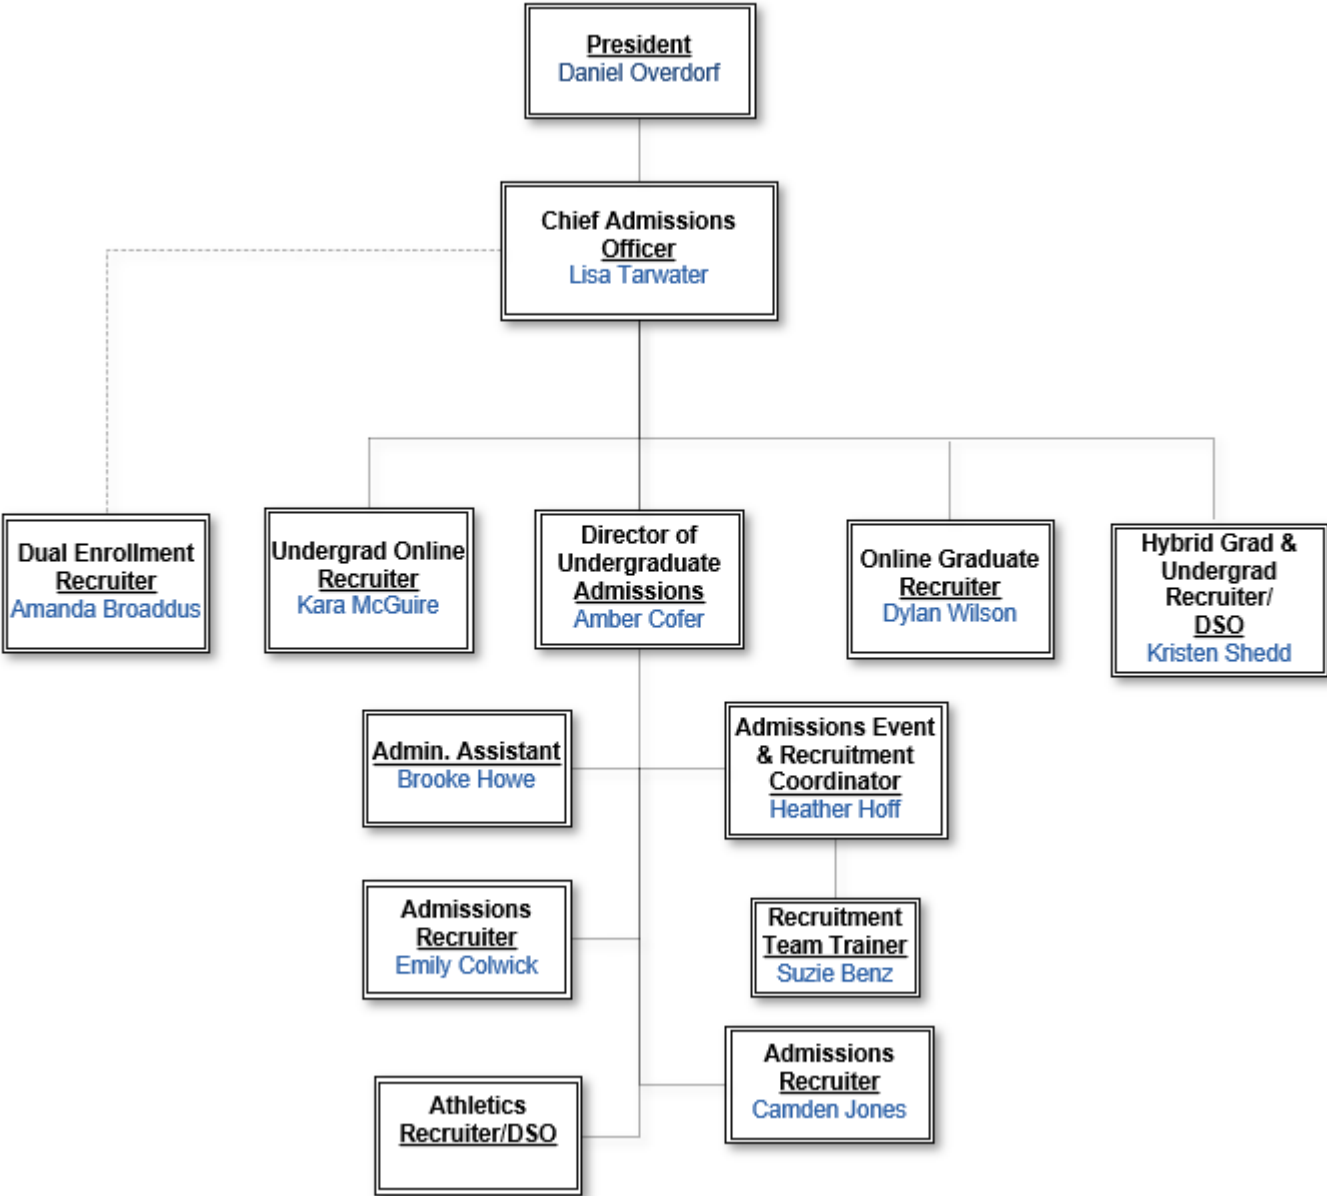 President
Daniel Overdorf
Chief Admissions
Officer
Lisa Tarwater
Dual Enrollment
Recruiter
Amanda Broaddus
Undergrad Online
Recruiter
Kara McGuire
Director of
Undergraduate
Admissions
Amber Cofer
Online Graduate
Recruiter
Dylan Wilson
Hybrid Grad &
Undergrad
Recruiter/
DSO
Kristen Shedd
Admin. Assistant
Brooke Howe
Admissions Event
& Recruitment
Coordinator
Heather Hoff
Admissions
Recruiter
Emily Colwick
Recruitment
Team Trainer
Suzie Benz
Admissions
Recruiter
Camden Jones
Athletics
Recruiter/DSO